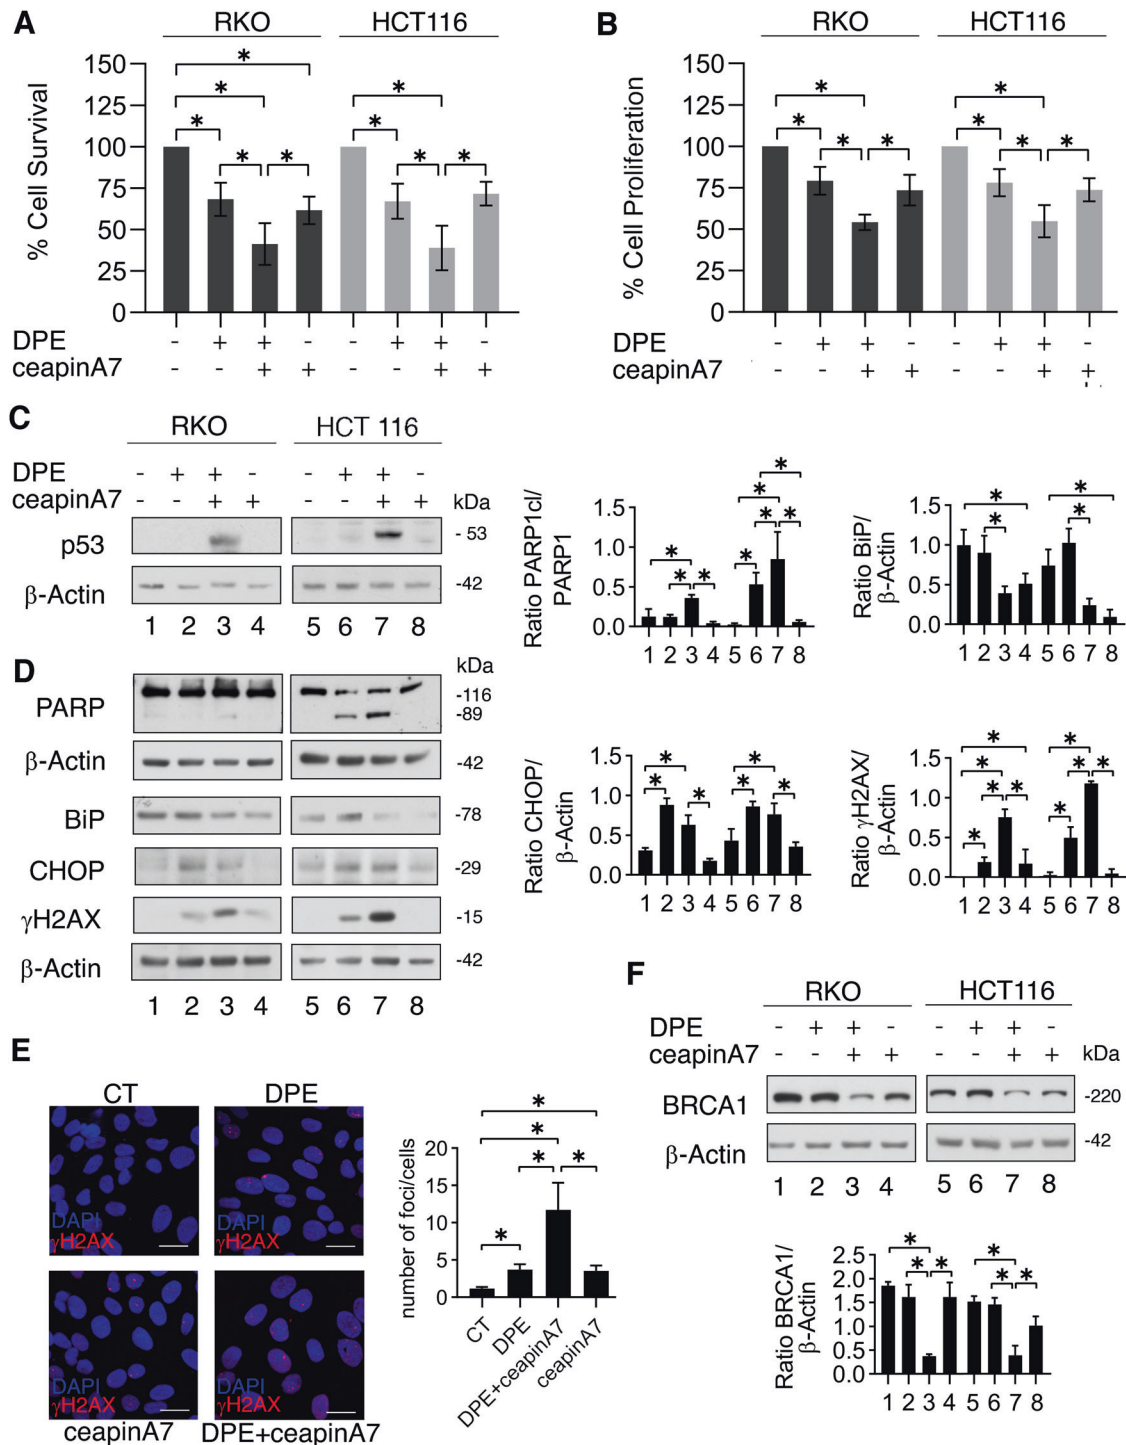 A
RKO HCT116
% Cell Survival
150
125
100
75
50
25
0
* * * * * * * * *
DPE - + + - - + + -
ceapinA7 - - + + - - + +
B
RKO HCT116
% Cell Proliferation
150
125
100
75
50
25
0
* * * * * * * *
DPE - + + - - + + -
ceapinA7 - - + + - - + +
C
RKO HCT 116
DPE - + + - - + + -
ceapinA7 - - + + - - + + kDa
p53 - 53
β-Actin -42
1 2 3 4 5 6 7 8
D
kDa
PARP -116
-89
β-Actin -42
BiP -78
CHOP -29
γH2AX -15
β-Actin -42
1 2 3 4 5 6 7 8
Ratio PARP1cl/
PARP1
1.5
1.0
0.5
0.0
* * * * * * * *
1 2 3 4 5 6 7 8
Ratio BiP/
β-Actin
1.5
1.0
0.5
0.0
* * * *
1 2 3 4 5 6 7 8
Ratio CHOP/
β-Actin
1.5
1.0
0.5
0.0
* * * * * *
1 2 3 4 5 6 7 8
Ratio γH2AX/
β-Actin
1.5
1.0
0.5
0.0
* * * * * * * * *
1 2 3 4 5 6 7 8
E
CT DPE
DAPI
γH2AX
DAPI
γH2AX
DAPI
γH2AX
DAPI
γH2AX
ceapinA7 DPE+ceapinA7
number of foci/cells
20
15
10
5
0
* * * * *
CT
DPE
DPE+ceapinA7
ceapinA7
F
RKO HCT116
DPE - + + - - + + -
ceapinA7 - - + + - - + + kDa
BRCA1 -220
β-Actin -42
1 2 3 4 5 6 7 8
Ratio BRCA1/
β-Actin
2.5
2.0
1.5
1.0
0.5
0.0
* * * * * *
1 2 3 4 5 6 7 8